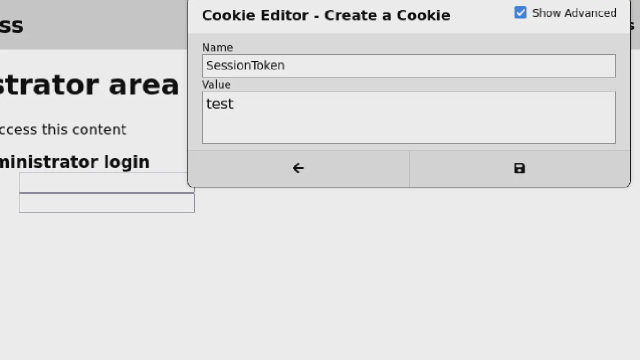 Cookie Editor - Create a Cookie
Show Advanced
ss
s
Name
SessionToken
strator area
Value
test
ccess this content
ministrator login